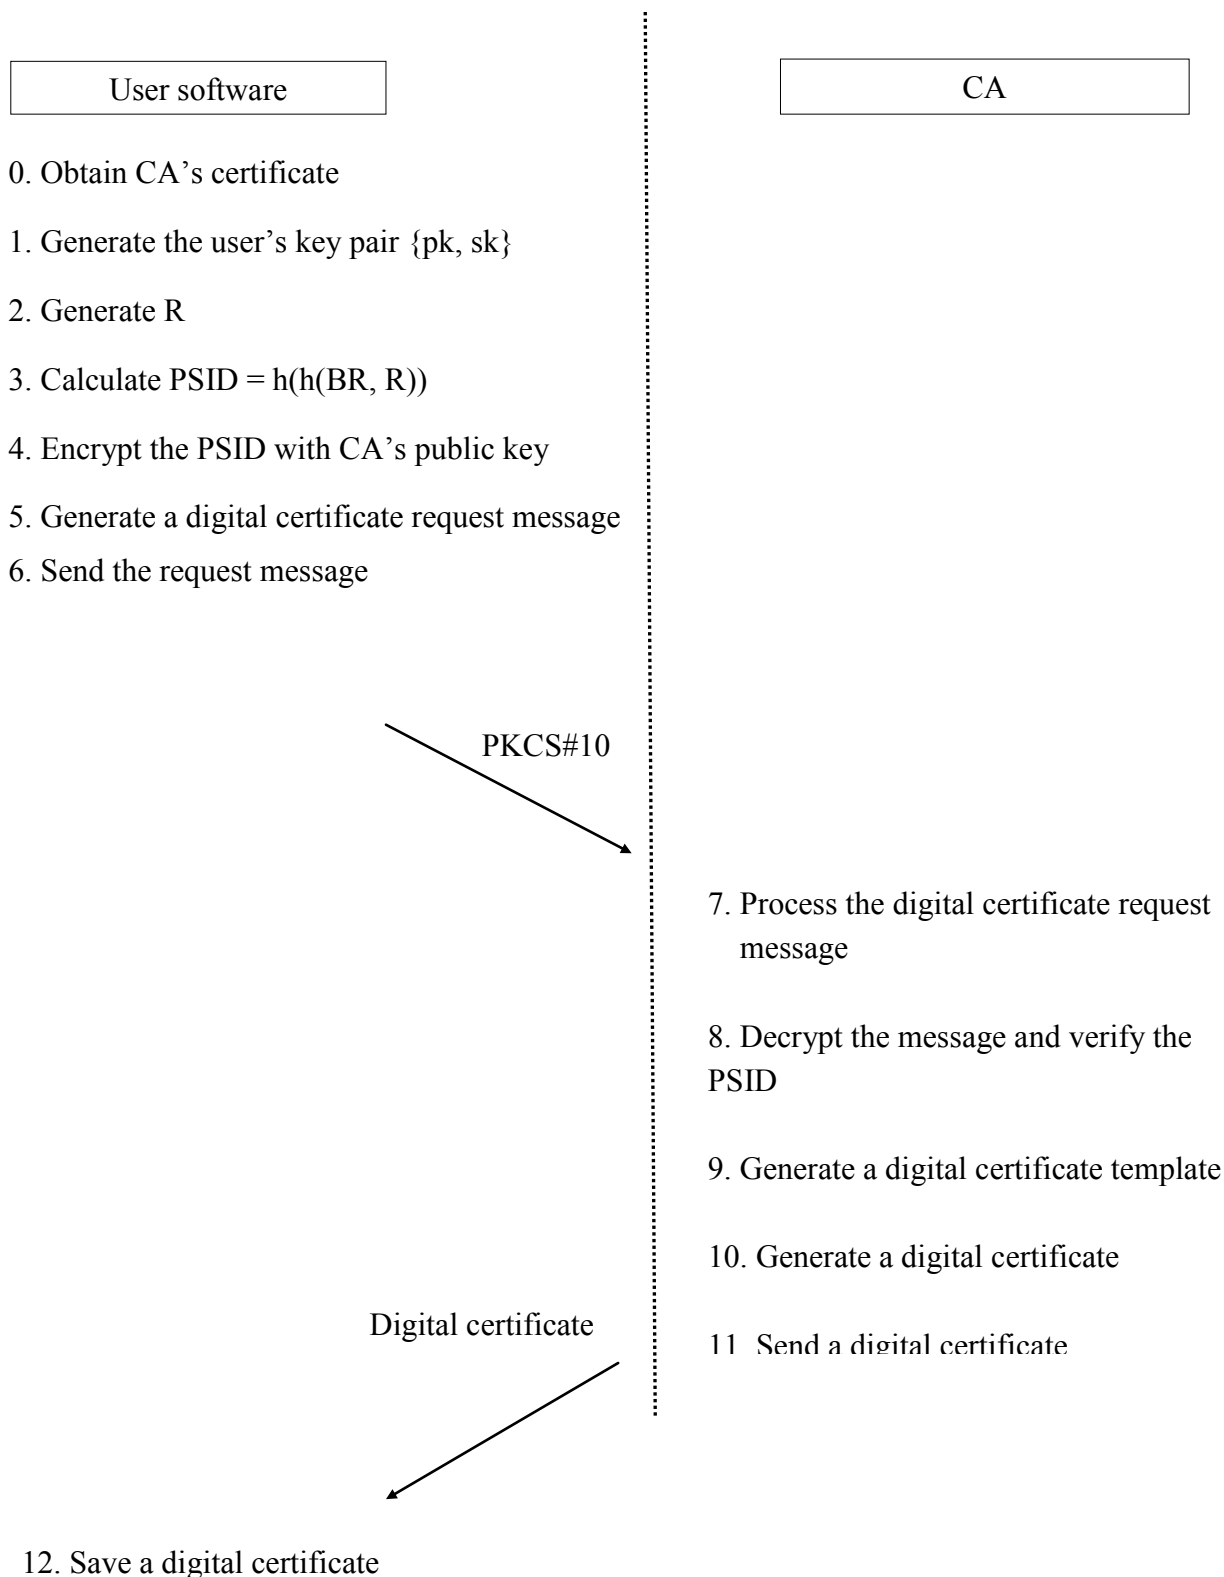 User software
CA
0. Obtain CA’s certificate
1. Generate the user’s key pair {pk, sk}
2. Generate R
3. Calculate PSID = h(h(BR, R))
4. Encrypt the PSID with CA’s public key
5. Generate a digital certificate request message
6. Send the request message
PKCS#10
7. Process the digital certificate request
message
8. Decrypt the message and verify the
PSID
9. Generate a digital certificate template
10. Generate a digital certificate
Digital certificate
11. Send a digital certificate
12. Save a digital certificate